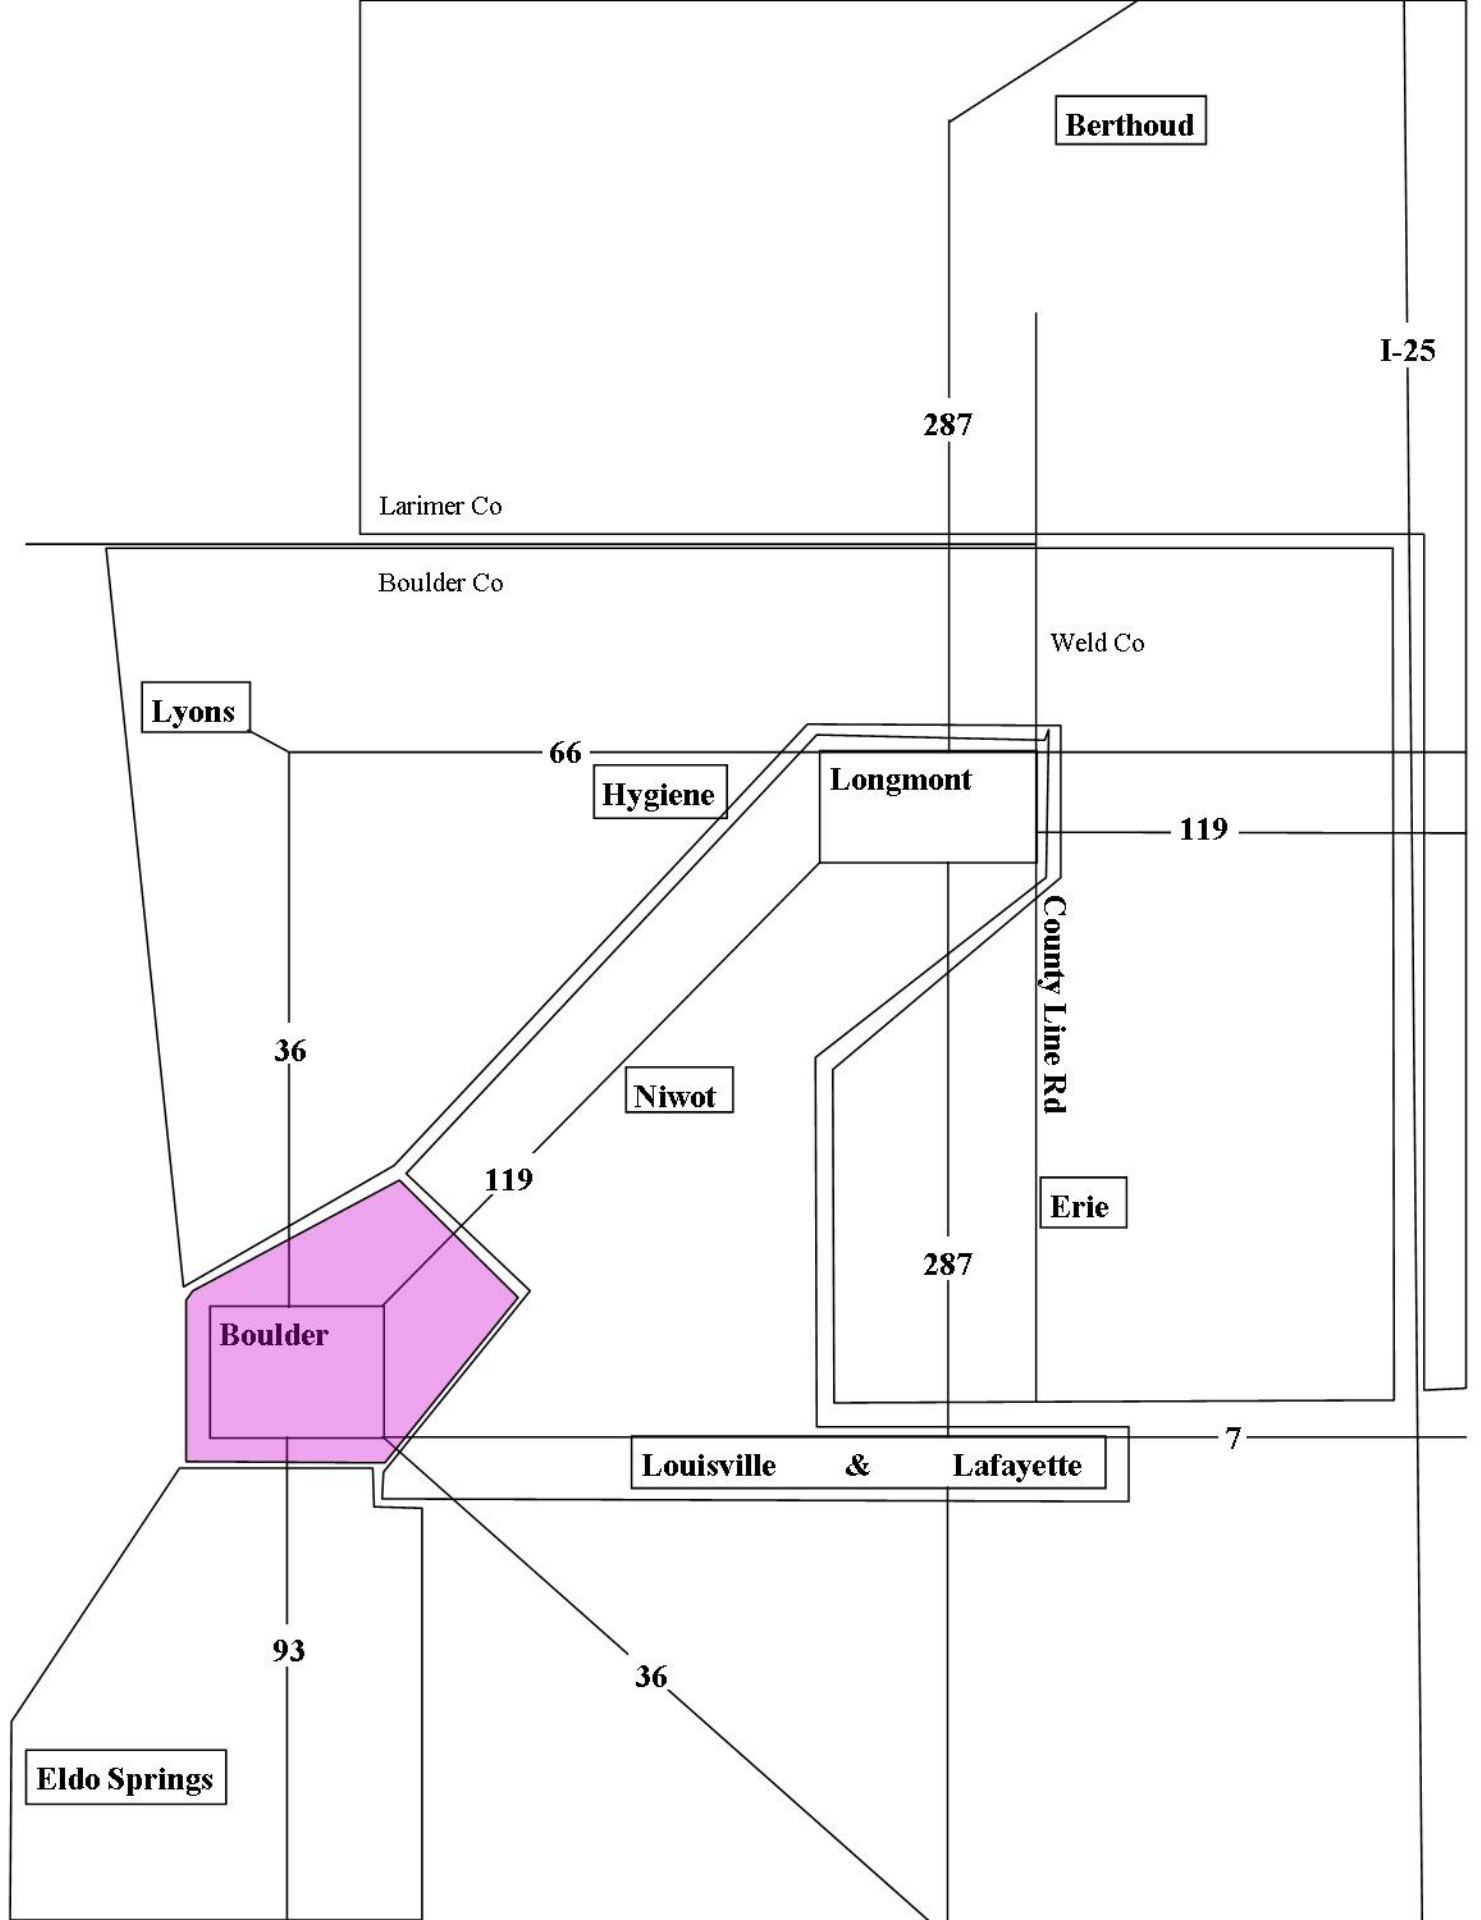 Berthoud
I-25
287
Larimer Co
Boulder Co
Weld Co
Lyons
66
Hygiene
Longmont
119
County Line Rd
36
Niwot
119
Erie
287
Boulder
7
Louisville & Lafayette
93
36
Eldo Springs